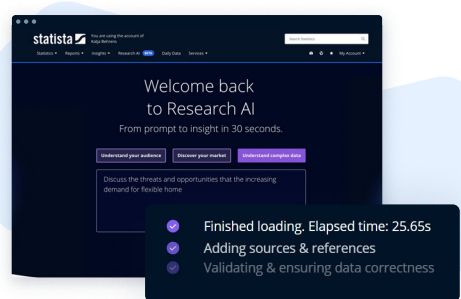 statista
You are using the account of
Katja Behrens
Search Statista
Statistics Reports Insights Research AI BETA Daily Data Services My Account
Welcome back
to Research AI
From prompt to insight in 30 seconds.
Understand your audience Discover your market Understand complex data
Discuss the threats and opportunities that the increasing
demand for flexible home
Finished loading. Elapsed time: 25.65s
Adding sources & references
Validating & ensuring data correctness